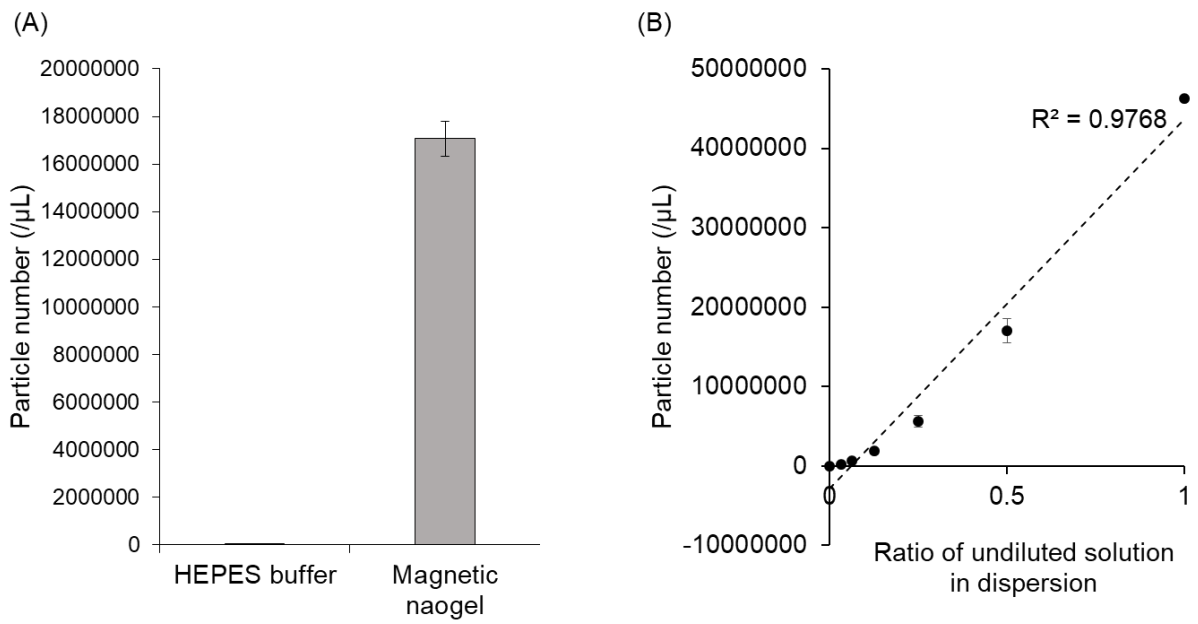 (A)
Particle number (/µL)
20000000
18000000
16000000
14000000
12000000
10000000
8000000
6000000
4000000
2000000
0
HEPES buffer
Magnetic
naogel
(B)
Particle number (/µL)
50000000
40000000
30000000
20000000
10000000
0
-10000000
R² = 0.9768
0
0.5
1
Ratio of undiluted solution
in dispersion